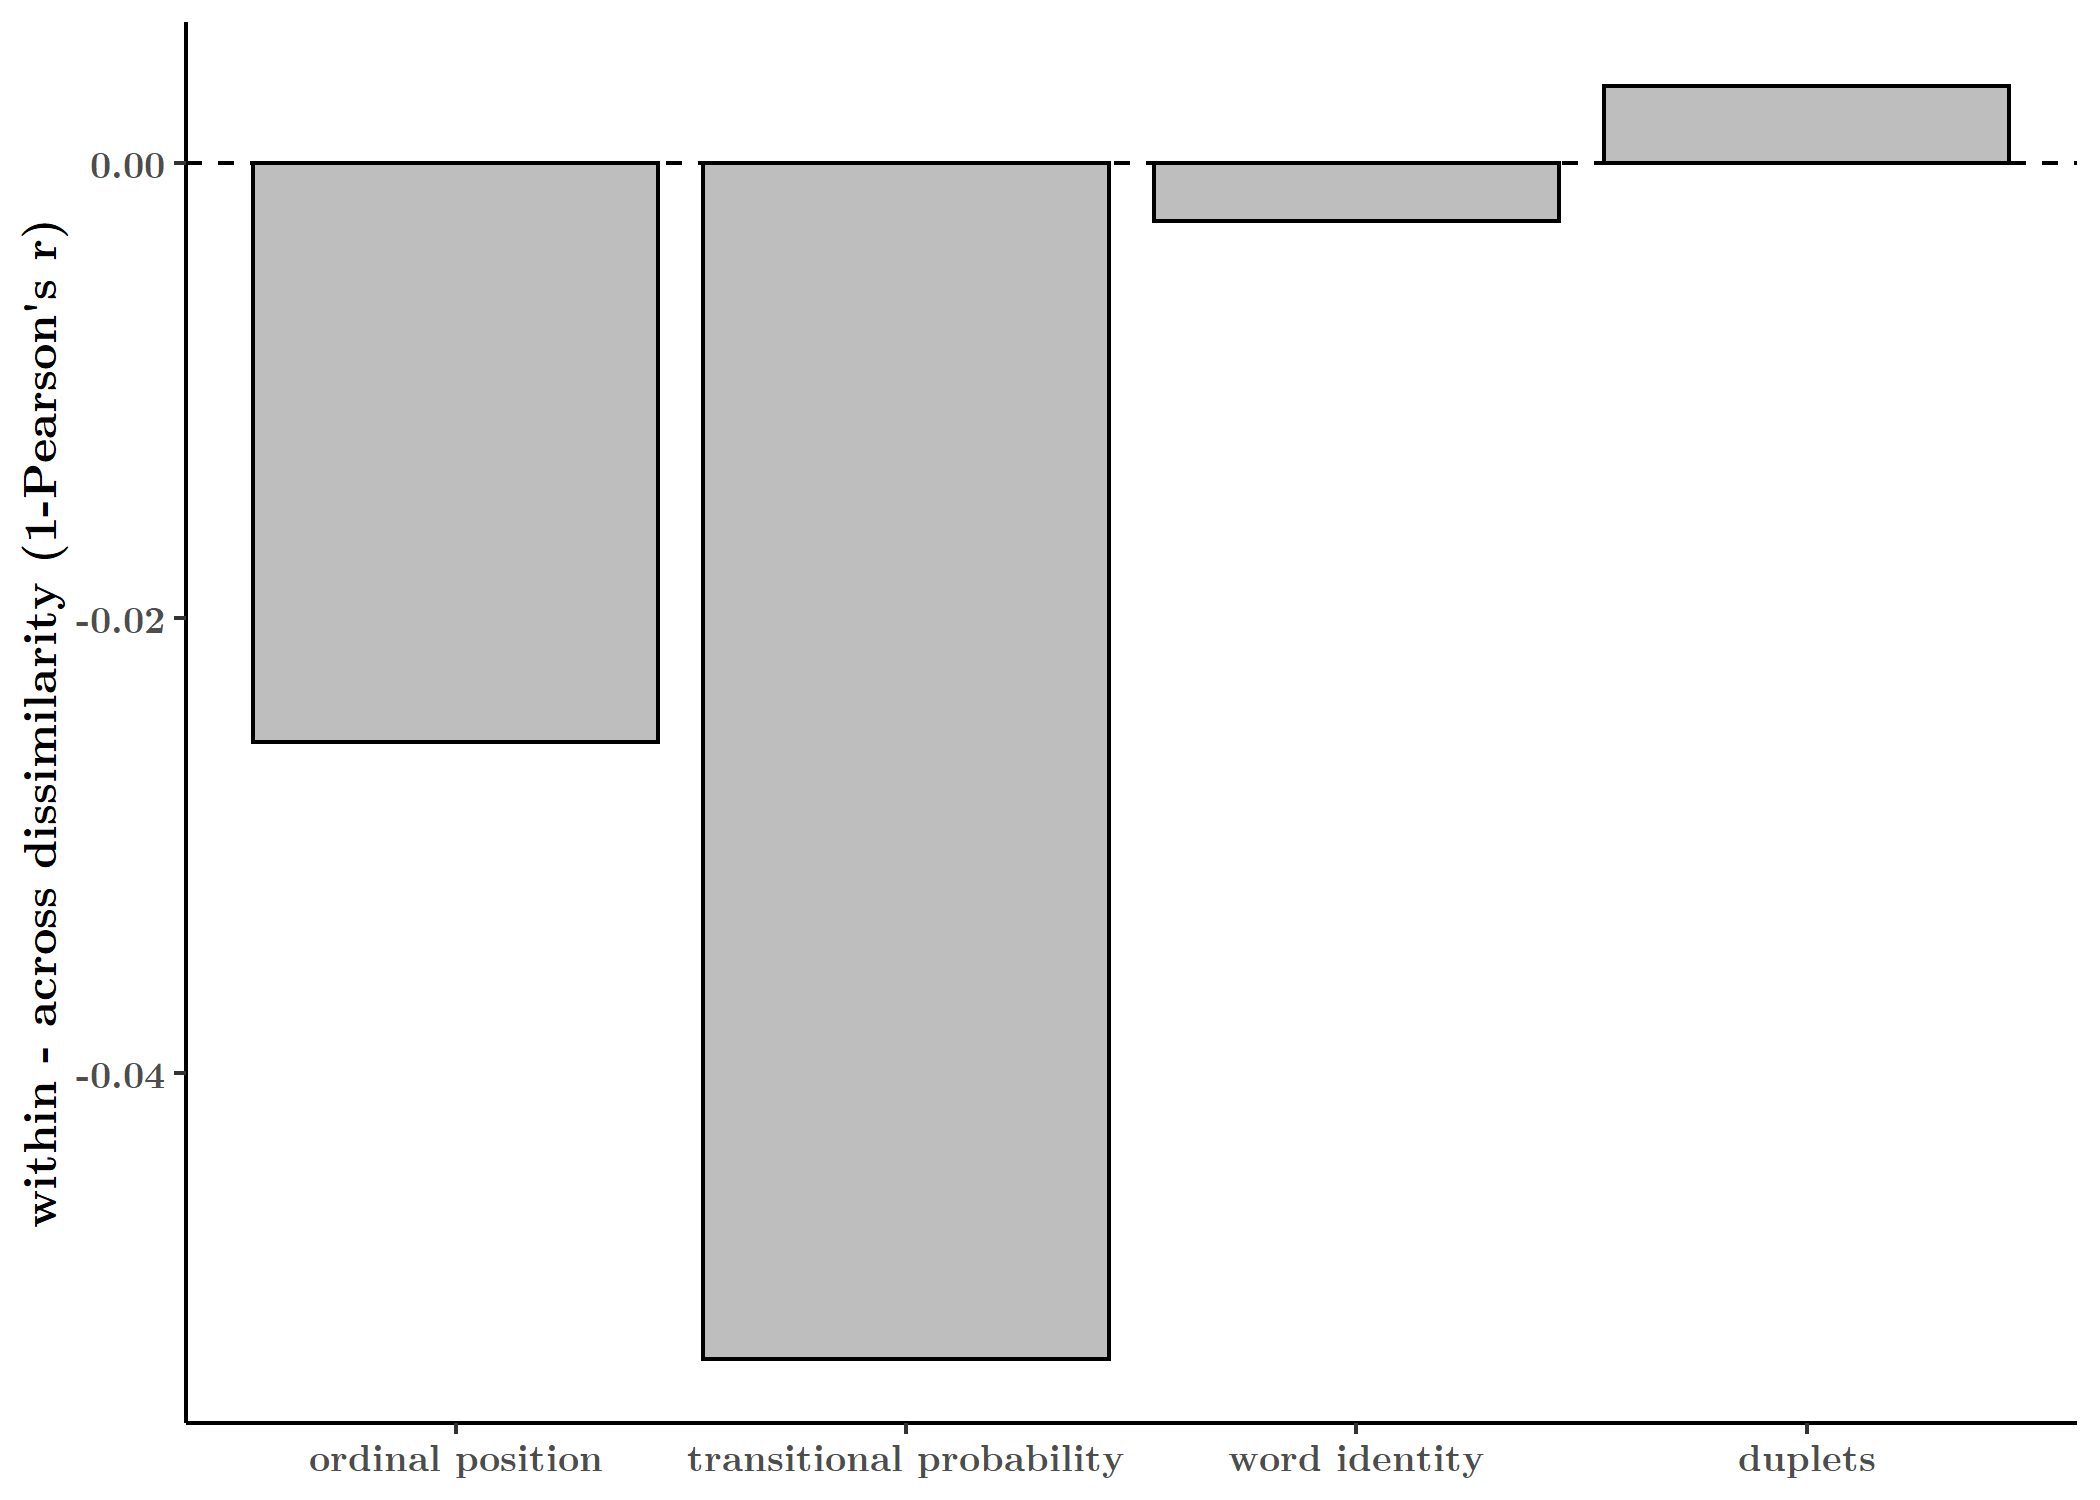 within - across dissimilarity (1-Pearson's r)
0.00
-0.02
-0.04
ordinal position
transitional probability
word identity
duplets